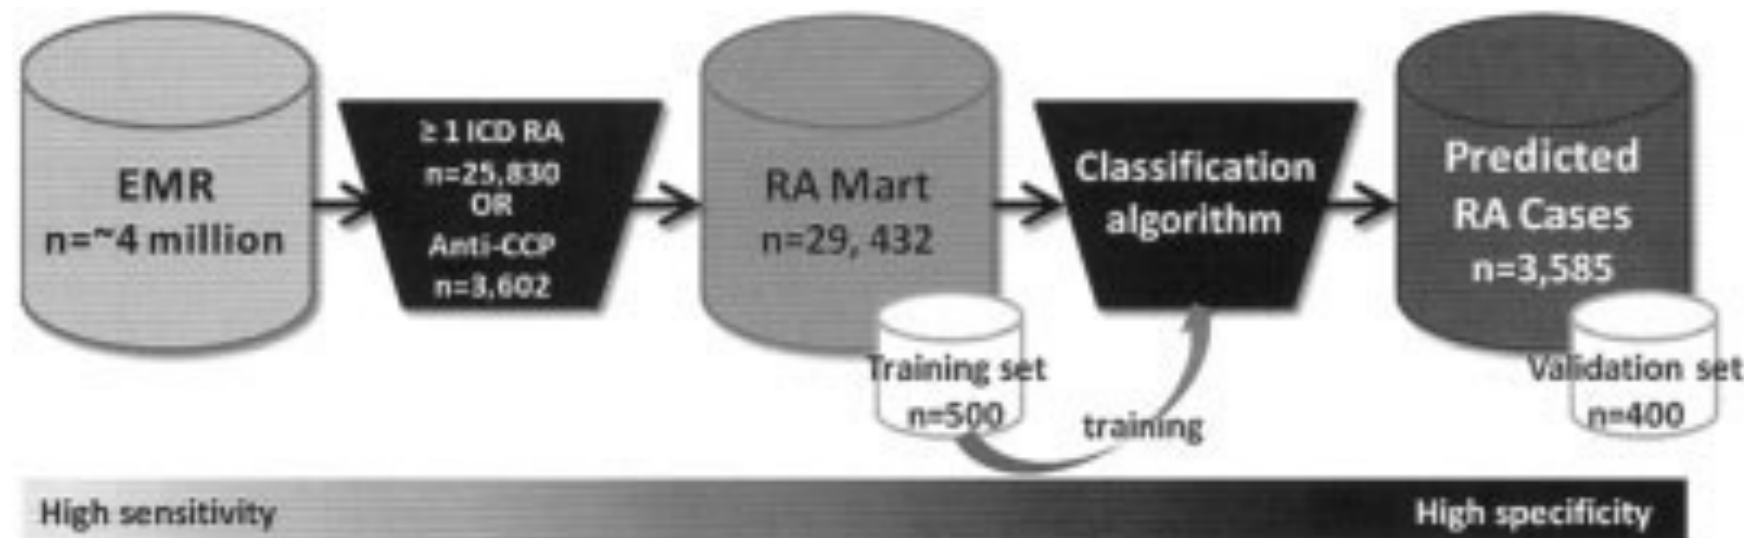 EMR
n=~4 million
≥ 1 ICD RA
n=25,830
OR
Anti-CCP
n=3,602
RA Mart
n=29, 432
Training set
n=500
training
Classification
algorithm
Predicted
RA Cases
n=3,585
Validation set
n=400
High sensitivity
High specificity